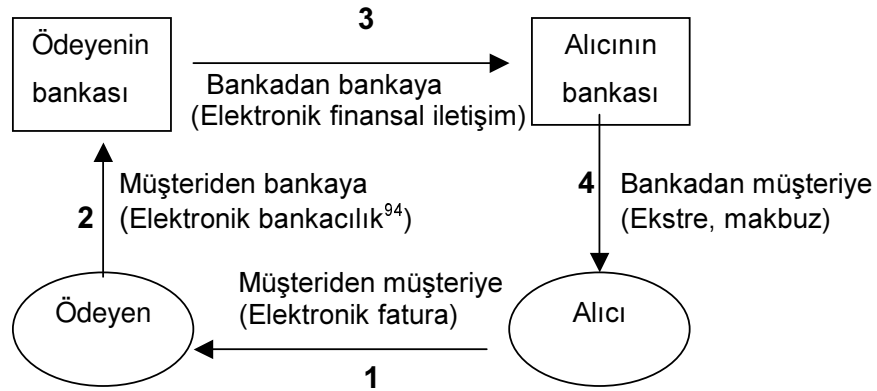 3
Ödeyenin
bankası
Bankadan bankaya
(Elektronik finansal iletişim)
Alıcının
bankası
2
Müşteriden bankaya
(Elektronik bankacılık94)
4
Bankadan müşteriye
(Ekstre, makbuz)
Ödeyen
Müşteriden müşteriye
(Elektronik fatura)
Alıcı
1